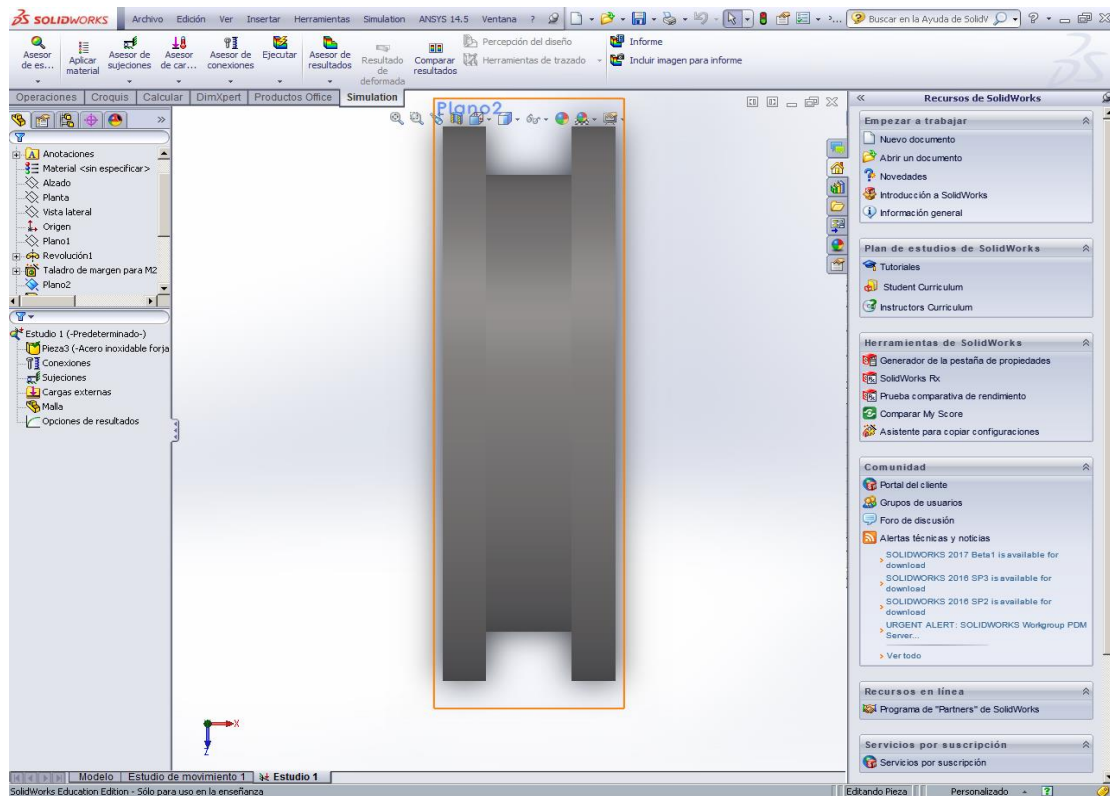 SOLIDWORKS
Archivo Edición Ver Insertar Herramientas Simulation ANSYS 14.5 Ventana ?
Buscar en la Ayuda de SolidW
Asesor de es...
Aplicar material
Asesor de sujeciones
Asesor de car...
Asesor de conexiones
Ejecutar
Asesor de resultados
Resultado de deformada
Comparar resultados
Percepción del diseño
Herramientas de trazado
Informe
Incluir imagen para informe
Operaciones Croquis Calcular DimXpert Productos Office Simulation
Anotaciones
Material <sin especificar>
Alzado
Planta
Vista lateral
Origen
Plano1
Revolución1
Taladro de margen para M2
Plano2
Estudio 1 (-Predeterminado-)
Pieza3 (-Acero inoxidable forja
Conexiones
Sujeciones
Cargas externas
Malla
Opciones de resultados
Plano2
X
Z
Recursos de SolidWorks
Empezar a trabajar
Nuevo documento
Abrir un documento
Novedades
Introducción a SolidWorks
Información general
Plan de estudios de SolidWorks
Tutoriales
Student Curriculum
Instructors Curriculum
Herramientas de SolidWorks
Generador de la pestaña de propiedades
SolidWorks Rx
Prueba comparativa de rendimiento
Comparar My Score
Asistente para copiar configuraciones
Comunidad
Portal del cliente
Grupos de usuarios
Foro de discusión
Alertas técnicas y noticias
SOLIDWORKS 2017 Beta1 is available for
download
SOLIDWORKS 2016 SP3 is available for
download
SOLIDWORKS 2016 SP2 is available for
download
URGENT ALERT: SOLIDWORKS Workgroup PDM
Server...
Ver todo
Recursos en línea
Programa de "Partners" de SolidWorks
Servicios por suscripción
Servicios por suscripción
Modelo Estudio de movimiento 1 Estudio 1
SolidWorks Education Edition - Sólo para uso en la enseñanza
Editando Pieza Personalizado